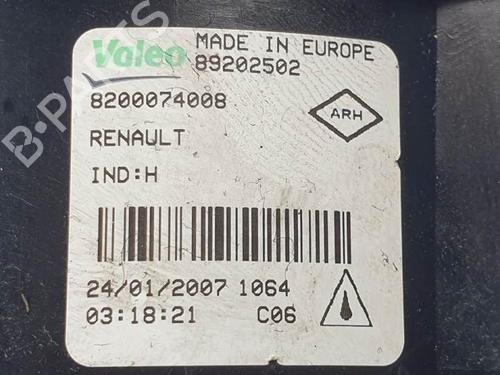 Valeo MADE IN EUROPE
89202502
8200074008
ARH
RENAULT
IND:H
24/01/2007 1064
03:18:21 C06
B-PARTS